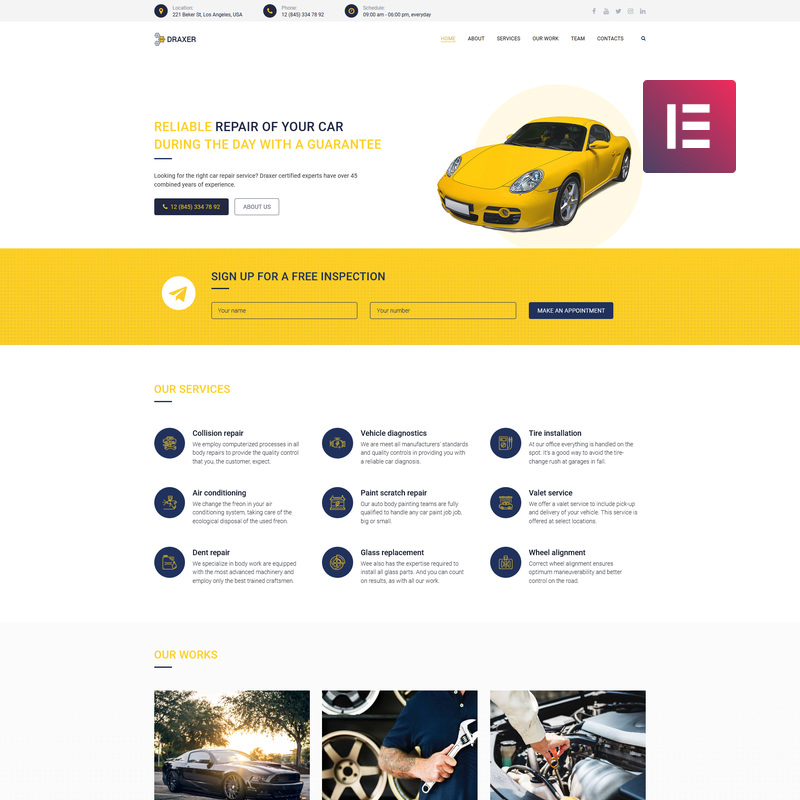 Location:
221 Beker St, Los Angeles, USA
Phone:
12 (845) 334 78 92
Schedule:
09:00 am - 06:00 pm, everyday
DRAXER
HOME ABOUT SERVICES OUR WORK TEAM CONTACTS
RELIABLE REPAIR OF YOUR CAR
DURING THE DAY WITH A GUARANTEE
Looking for the right car repair service? Draxer certified experts have over 45
combined years of experience.
12 (845) 334 78 92
ABOUT US
SIGN UP FOR A FREE INSPECTION
Your name
Your number
MAKE AN APPOINTMENT
OUR SERVICES
Collision repair
We employ computerized processes in all
body repairs to provide the quality control
that you, the customer, expect.
Vehicle diagnostics
We are meet all manufacturers' standards
and quality controls in providing you with
a reliable car diagnosis.
Tire installation
At our office everything is handled on the
spot. It's a good way to avoid the tire-
change rush at garages in fall.
Air conditioning
We change the freon in your air
conditioning system, taking care of the
ecological disposal of the used freon.
Paint scratch repair
Our auto body painting teams are fully
qualified to handle any car paint job job,
big or small.
Valet service
We offer a valet service to include pick-up
and delivery of your vehicle. This service is
offered at select locations.
Dent repair
We specialize in body work are equipped
with the most advanced machinery and
employ only the best trained craftsmen.
Glass replacement
Wee also has the expertise required to
install all glass parts. And you can count
on results, as with all our work.
Wheel alignment
Correct wheel alignment ensures
optimum maneuverability and better
control on the road.
OUR WORKS